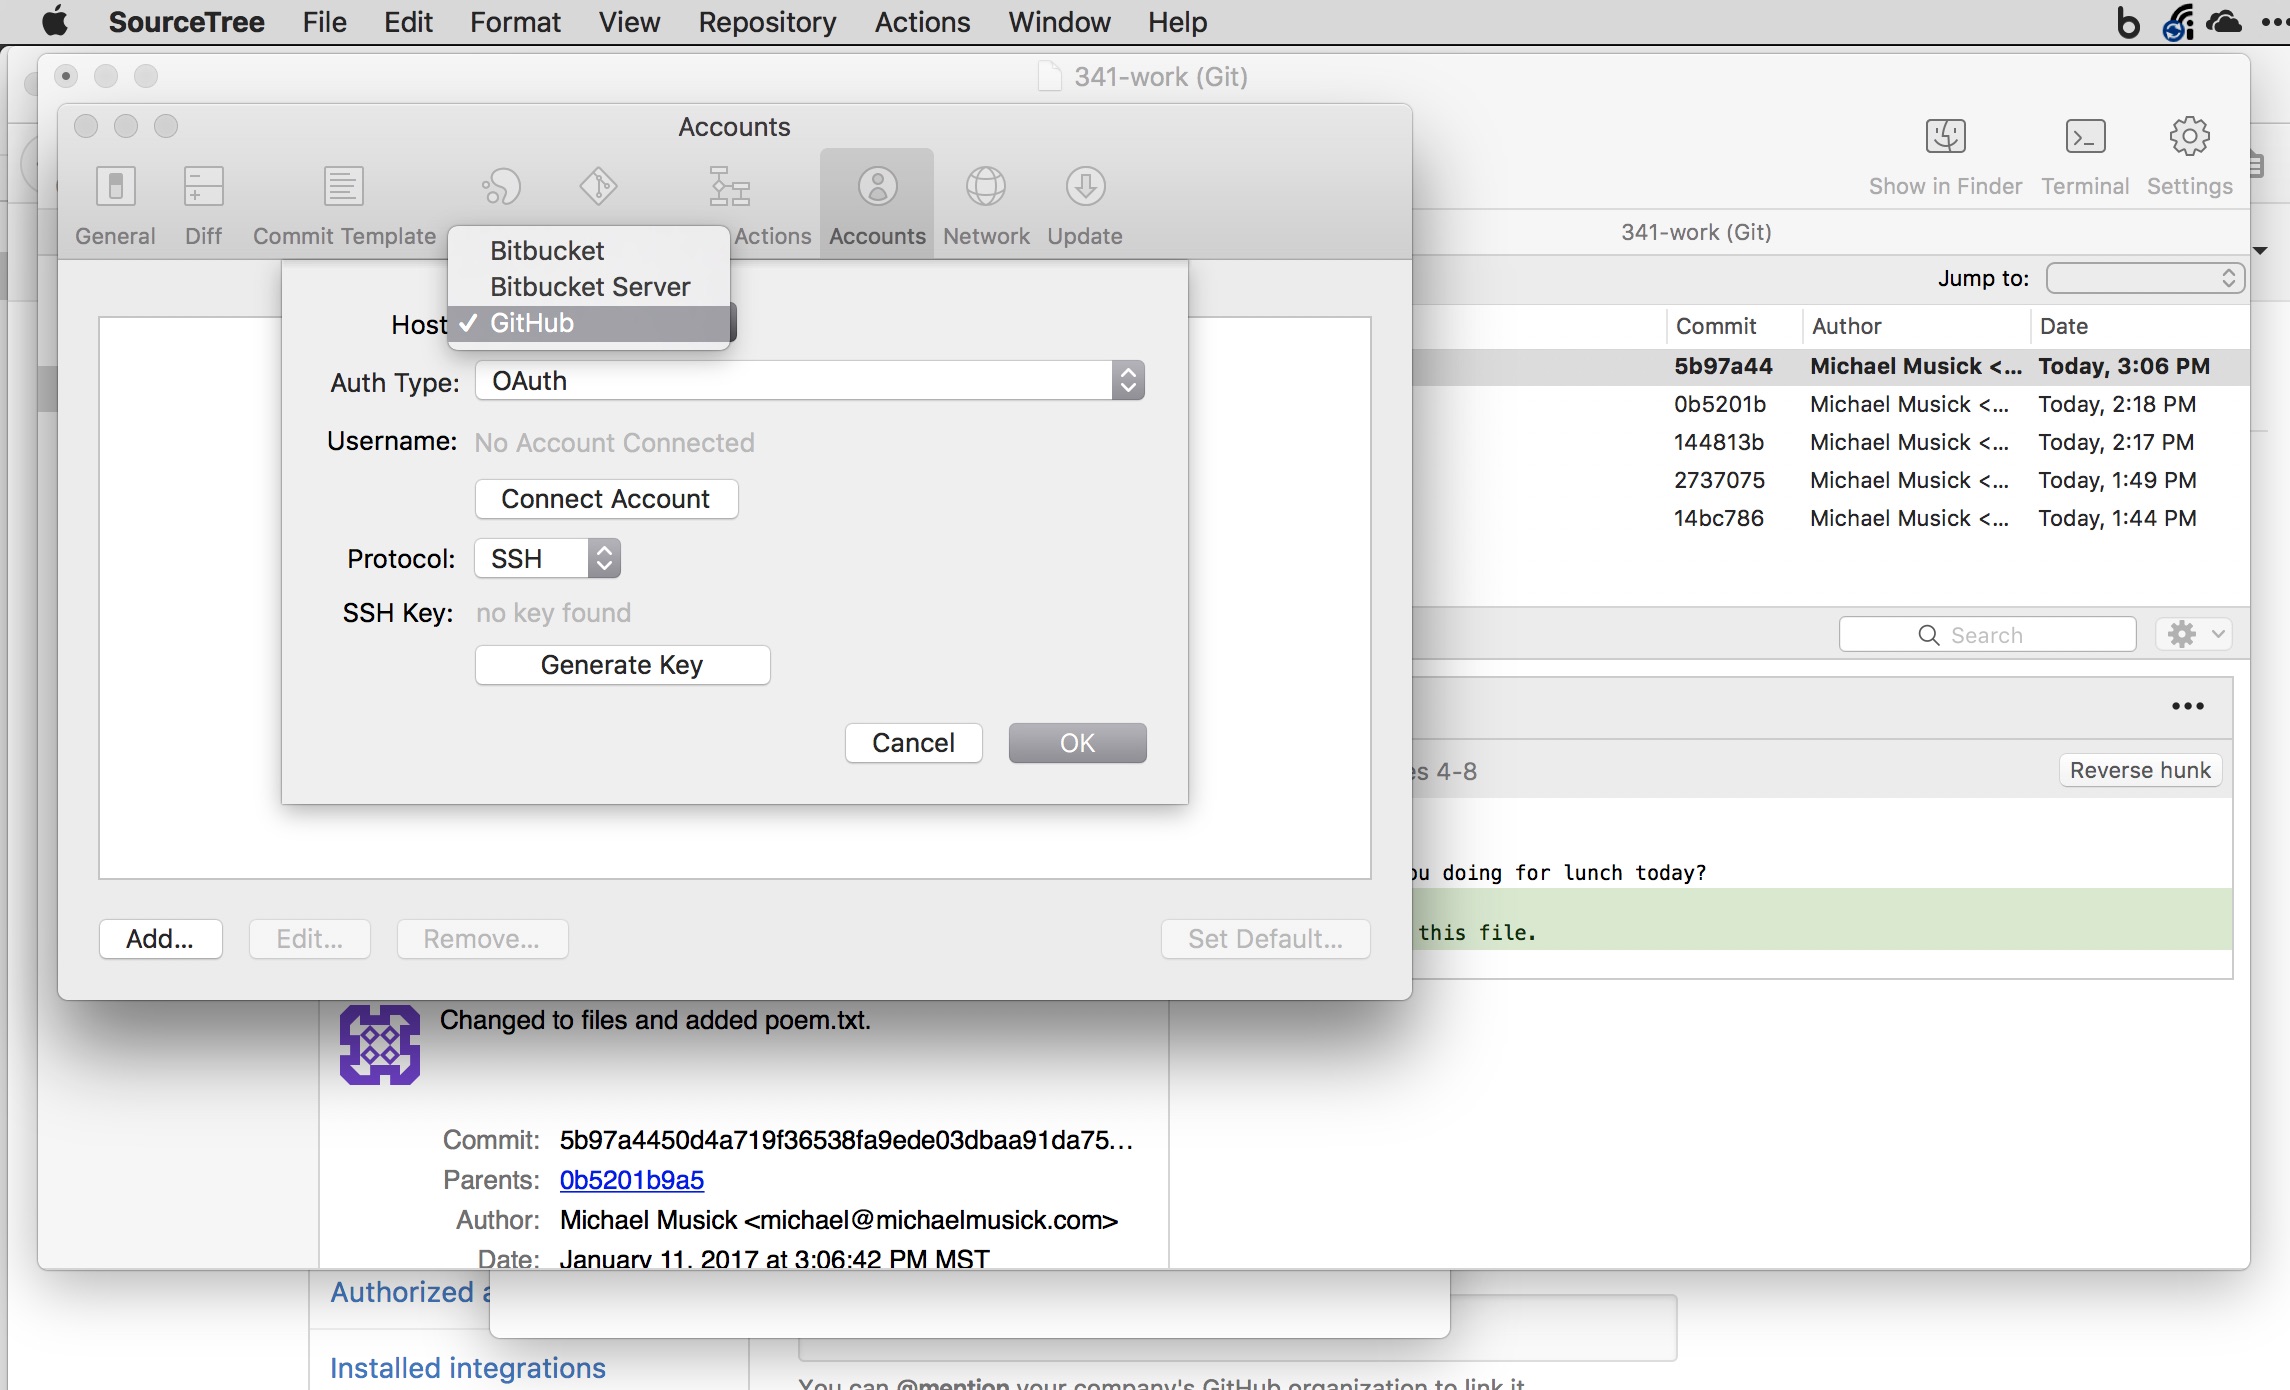 SourceTree File Edit Format View Repository Actions Window Help
341-work (Git)
Accounts
General Diff Commit Template Actions Accounts Network Update
Show in Finder Terminal Settings
341-work (Git)
Jump to:
Bitbucket
Bitbucket Server
Host ✓ GitHub
Auth Type: OAuth
Username: No Account Connected
Connect Account
Protocol: SSH
SSH Key: no key found
Generate Key
Cancel OK
Add... Edit... Remove... Set Default...
Commit Author Date
5b97a44 Michael Musick <... Today, 3:06 PM
0b5201b Michael Musick <... Today, 2:18 PM
144813b Michael Musick <... Today, 2:17 PM
2737075 Michael Musick <... Today, 1:49 PM
14bc786 Michael Musick <... Today, 1:44 PM
Search
4-8 Reverse hunk
doing for lunch today?
this file.
Changed to files and added poem.txt.
Commit: 5b97a4450d4a719f36538fa9ede03dbaa91da75...
Parents: 0b5201b9a5
Author: Michael Musick <michael@michaelmusick.com>
Date: January 11, 2017 at 3:06:42 PM MST
Authorized
Installed integrations
You can @mention your company's GitHub organization to link it